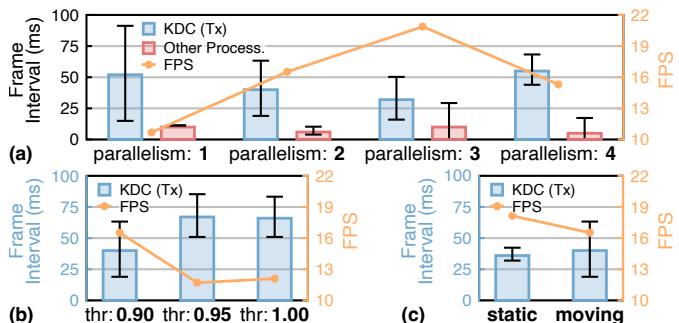 Frame
Interval (ms)
100
75
50
25
0
KDC (Tx)
Other Process.
FPS
22
19
16
13
10
FPS
(a)
parallelism: 1
parallelism: 2
parallelism: 3
parallelism: 4
Frame
Interval (ms)
100
75
50
25
0
KDC (Tx)
FPS
22
19
16
13
10
FPS
(b)
thr: 0.90
thr: 0.95
thr: 1.00
Frame
Interval (ms)
100
75
50
25
0
KDC (Tx)
FPS
22
19
16
13
10
FPS
(c)
static
moving